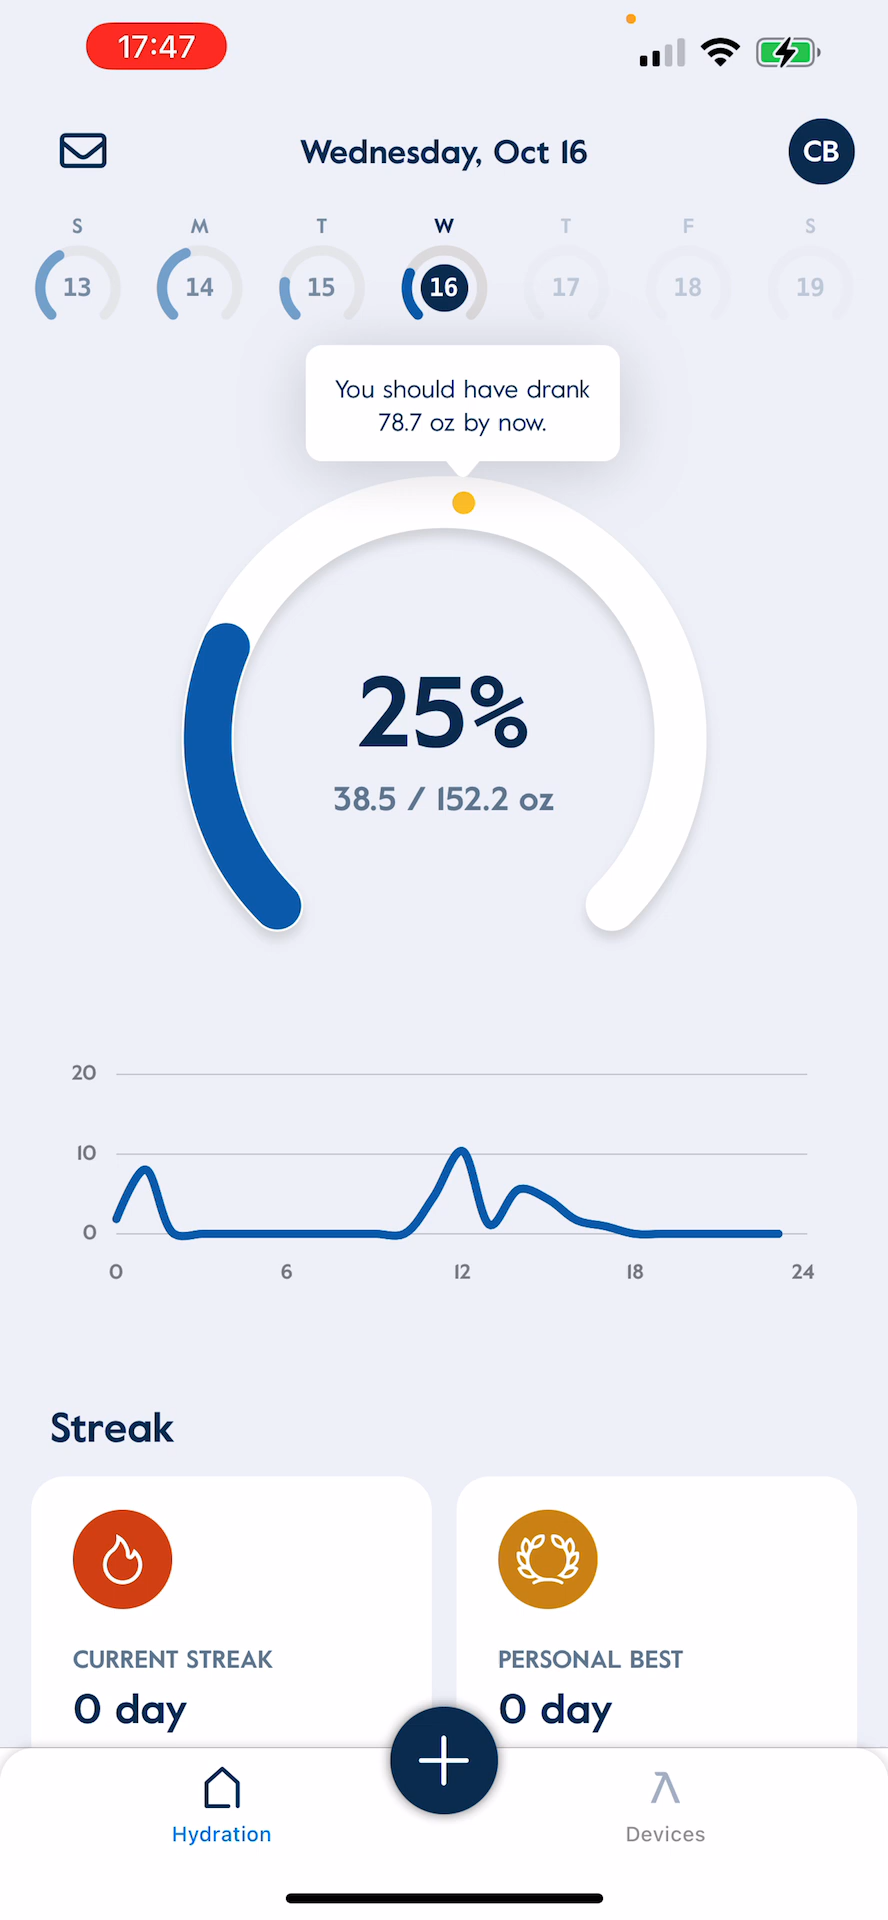 17:47
Wednesday, Oct 16
CB
S M T W T F S
13 14 15 16 17 18 19
You should have drank
78.7 oz by now.
25%
38.5 / 152.2 oz
20
10
0
0 6 12 18 24
Streak
CURRENT STREAK
0 day
PERSONAL BEST
0 day
Hydration
Devices